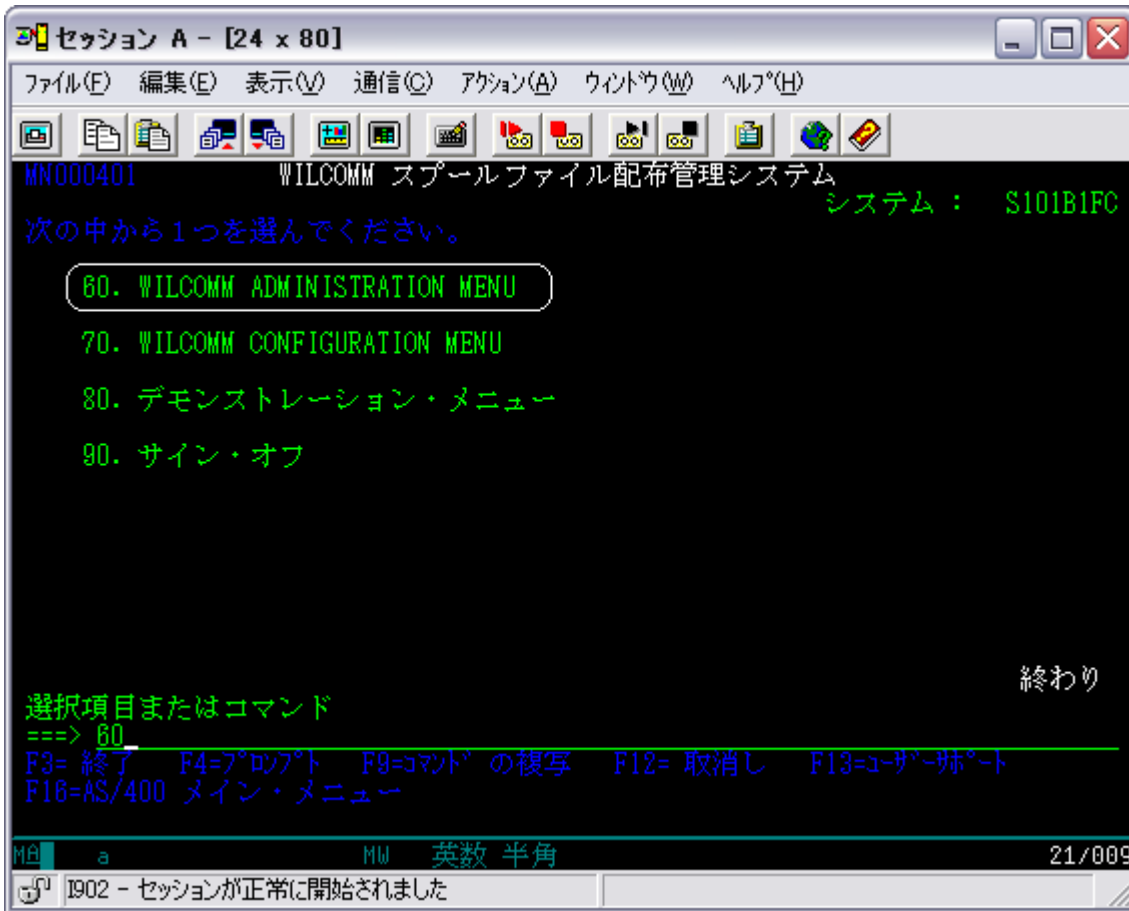 セッション A - [24 x 80]
ファイル(F) 編集(E) 表示(V) 通信(C) アクション(A) ウィンドウ(W) ヘルプ(H)
MN000401 WILCOMM スプールファイル配布管理システム
システム : S101B1FC
次の中から1つを選んでください。
60. WILCOMM ADMINISTRATION MENU
70. WILCOMM CONFIGURATION MENU
80. デモンストレーション・メニュー
90. サイン・オフ
終わり
選択項目またはコマンド
===> 60
F3= 終了 F4=プロンプト F9=コマンド の複写 F12= 取消し F13=ユーザーサポート
F16=AS/400 メイン・メニュー
MA a MW 英数 半角 21/009
I902 - セッションが正常に開始されました